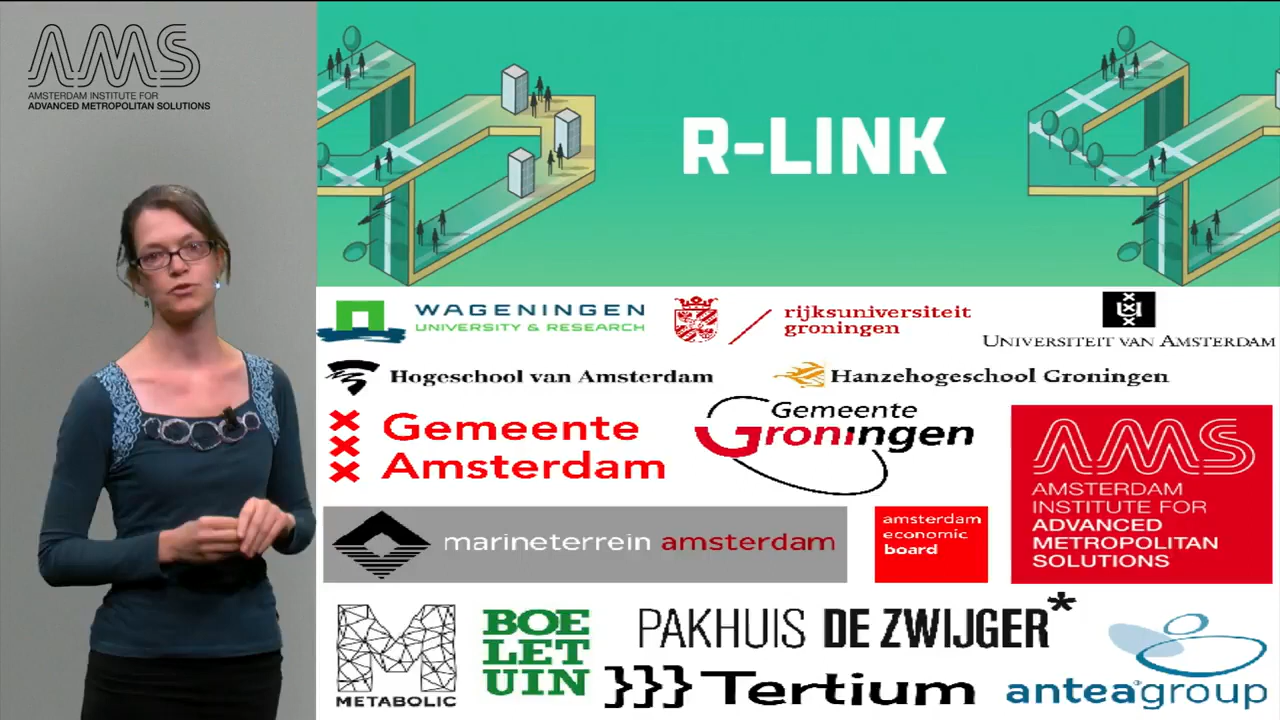 AMS
AMSTERDAM INSTITUTE FOR
ADVANCED METROPOLITAN SOLUTIONS
R-LINK
WAGENINGEN
UNIVERSITY & RESEARCH
rijksuniversiteit
groningen
UNIVERSITEIT VAN AMSTERDAM
Hogeschool van Amsterdam
Hanzehogeschool Groningen
Gemeente
Amsterdam
Gemeente
Groningen
AMS
AMSTERDAM
INSTITUTE FOR
ADVANCED
METROPOLITAN
SOLUTIONS
marineterrein amsterdam
amsterdam
economic
board
METABOLIC
BOE
LET
UIN
PAKHUIS DE ZWIJGER*
}}} Tertium
anteagroup